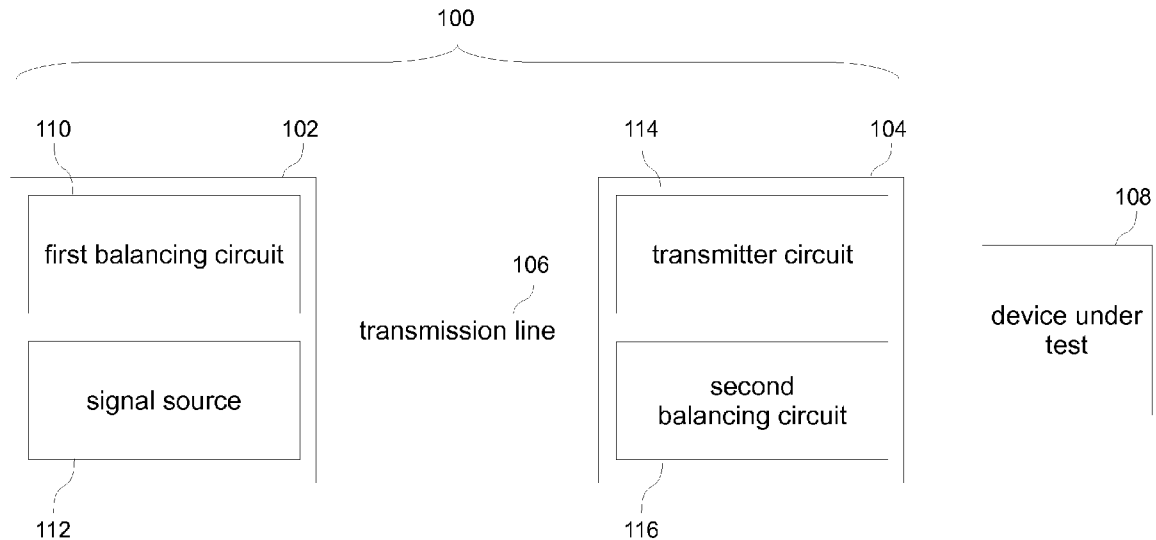 100
110
102
114
104
108
first balancing circuit
transmitter circuit
106
transmission line
device under
test
signal source
second
balancing circuit
112
116